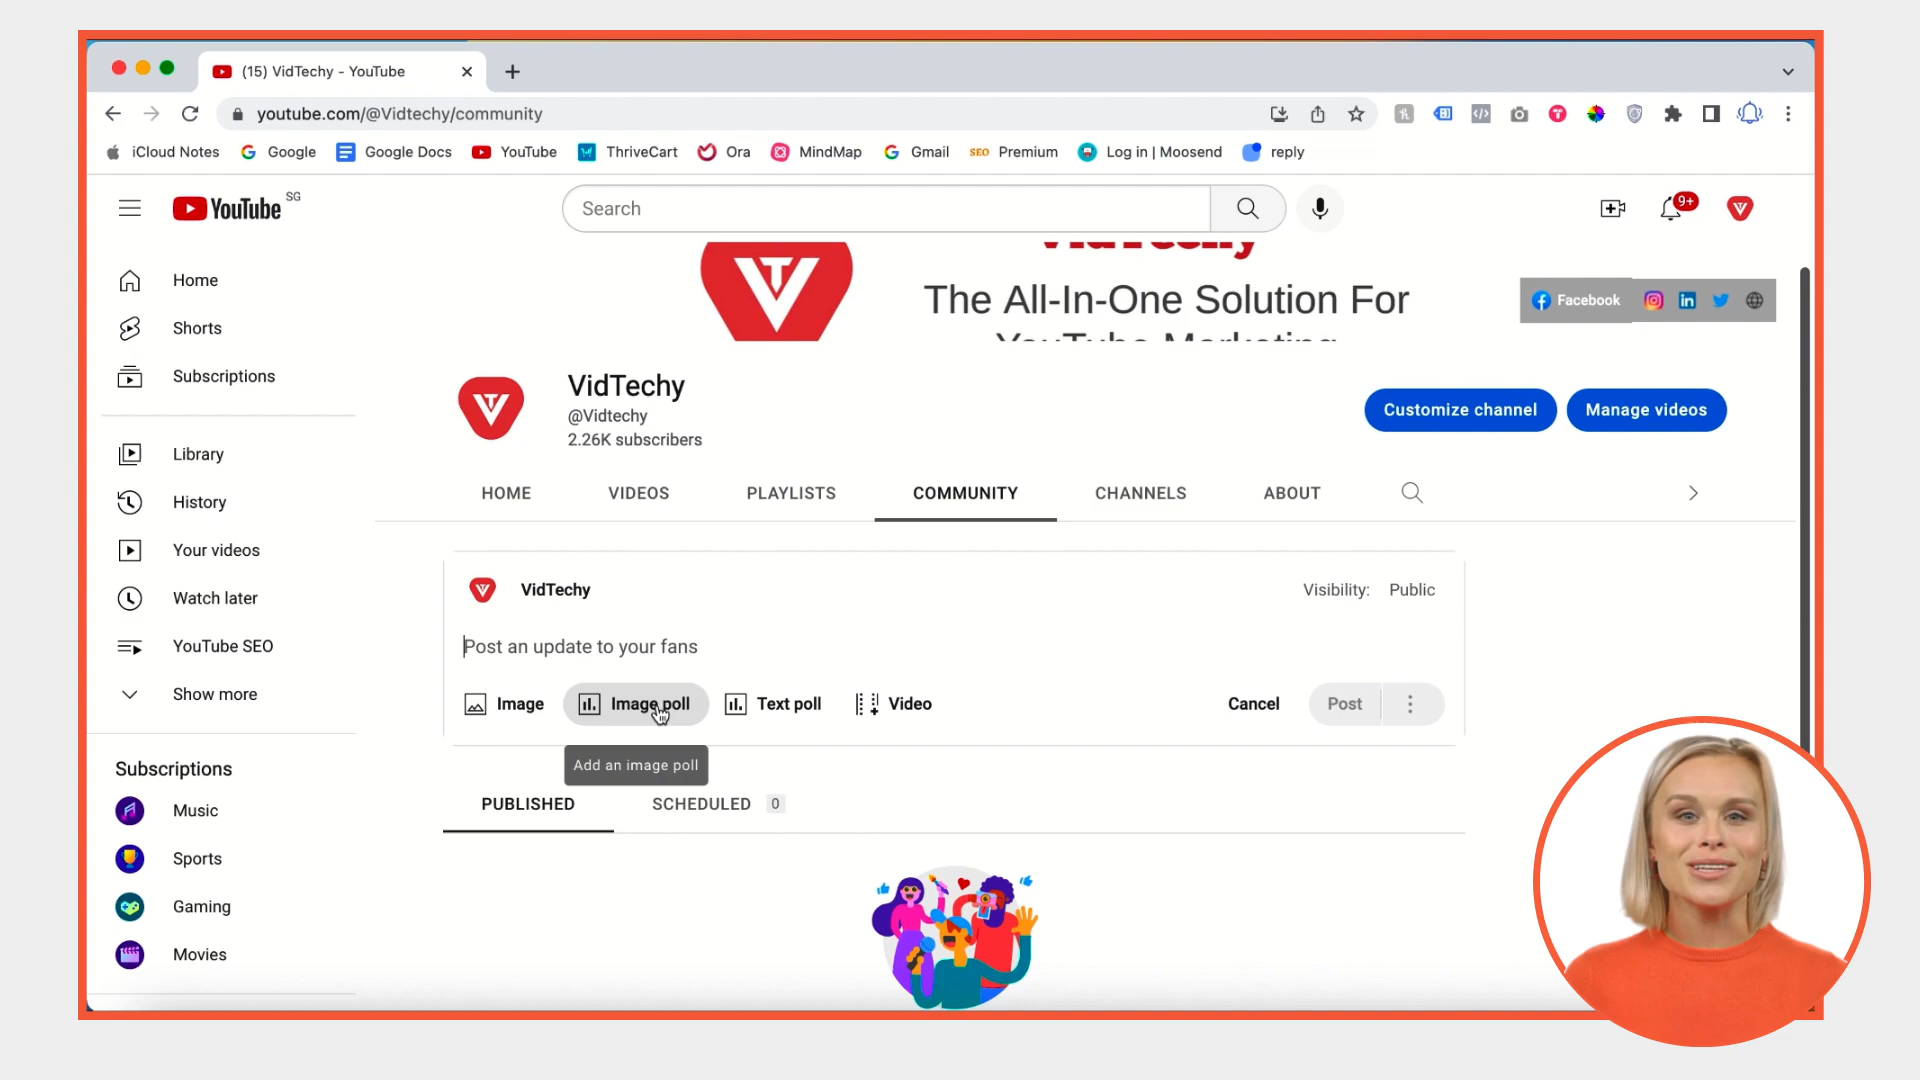 (15) VidTechy - YouTube
youtube.com/@Vidtechy/community
iCloud Notes Google Google Docs YouTube ThriveCart Ora MindMap Gmail SEO Premium Log in | Moosend reply
YouTube SG
Search
9+
VidTechy
The All-In-One Solution For
YouTube Marketing
Facebook
Home
Shorts
Subscriptions
Library
History
Your videos
Watch later
YouTube SEO
Show more
Subscriptions
Music
Sports
Gaming
Movies
VidTechy
@Vidtechy
2.26K subscribers
Customize channel
Manage videos
HOME VIDEOS PLAYLISTS COMMUNITY CHANNELS ABOUT
VidTechy
Visibility: Public
Post an update to your fans
Image Image poll Text poll Video Cancel Post
Add an image poll
PUBLISHED SCHEDULED 0